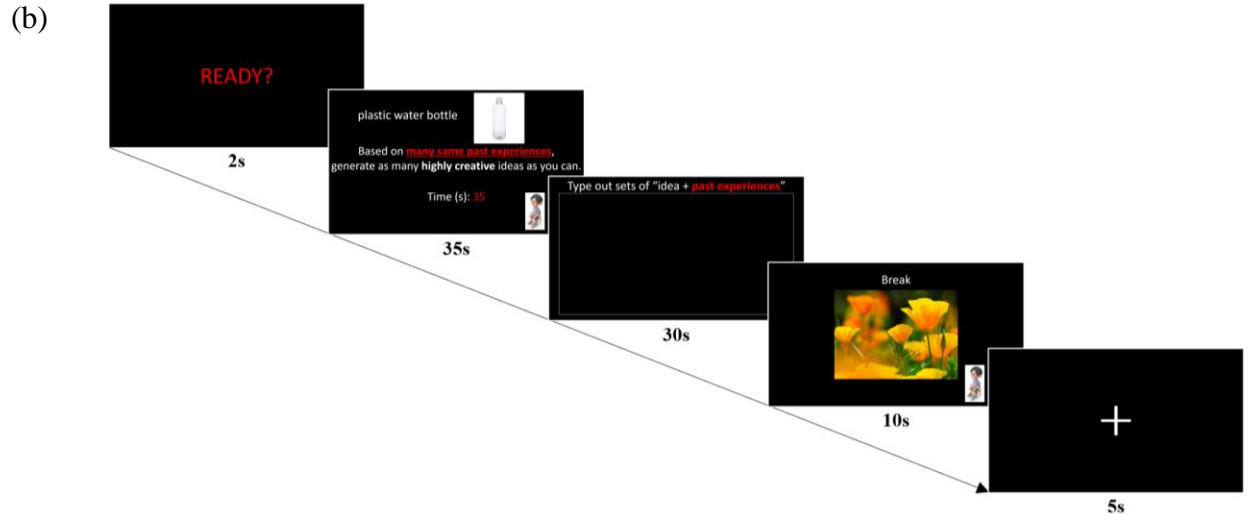 (b)
READY?
2s
plastic water bottle
Based on many same past experiences,
generate as many highly creative ideas as you can.
Time (s): 35
35s
Type out sets of “idea + past experiences”
30s
Break
10s
5s